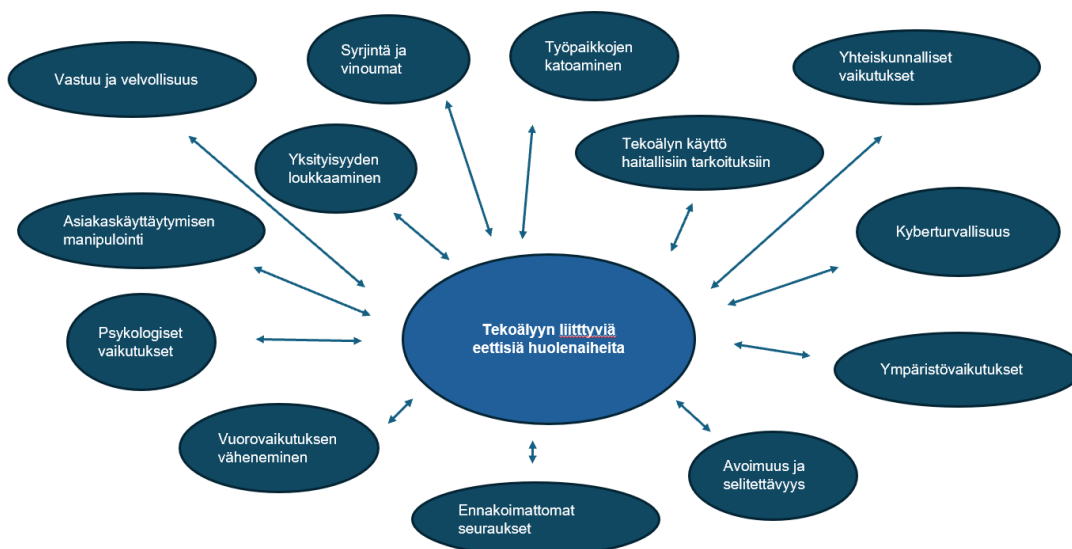 Syrjintä ja
vinoumat
Työpaikkojen
katoaminen
Yhteiskunnalliset
vaikutukset
Vastuu ja velvollisuus
Yksityisyyden
loukkaaminen
Tekoälyn käyttö
haitallisiin tarkoituksiin
Asiakaskäyttäytymisen
manipulointi
Kyberturvallisuus
Psykologiset
vaikutukset
Tekoälyyn liitttyviä
eettisiä huolenaiheita
Ympäristövaikutukset
Vuorovaikutuksen
väheneminen
Avoimuus ja
selitettävyys
Ennakoimattomat
seuraukset